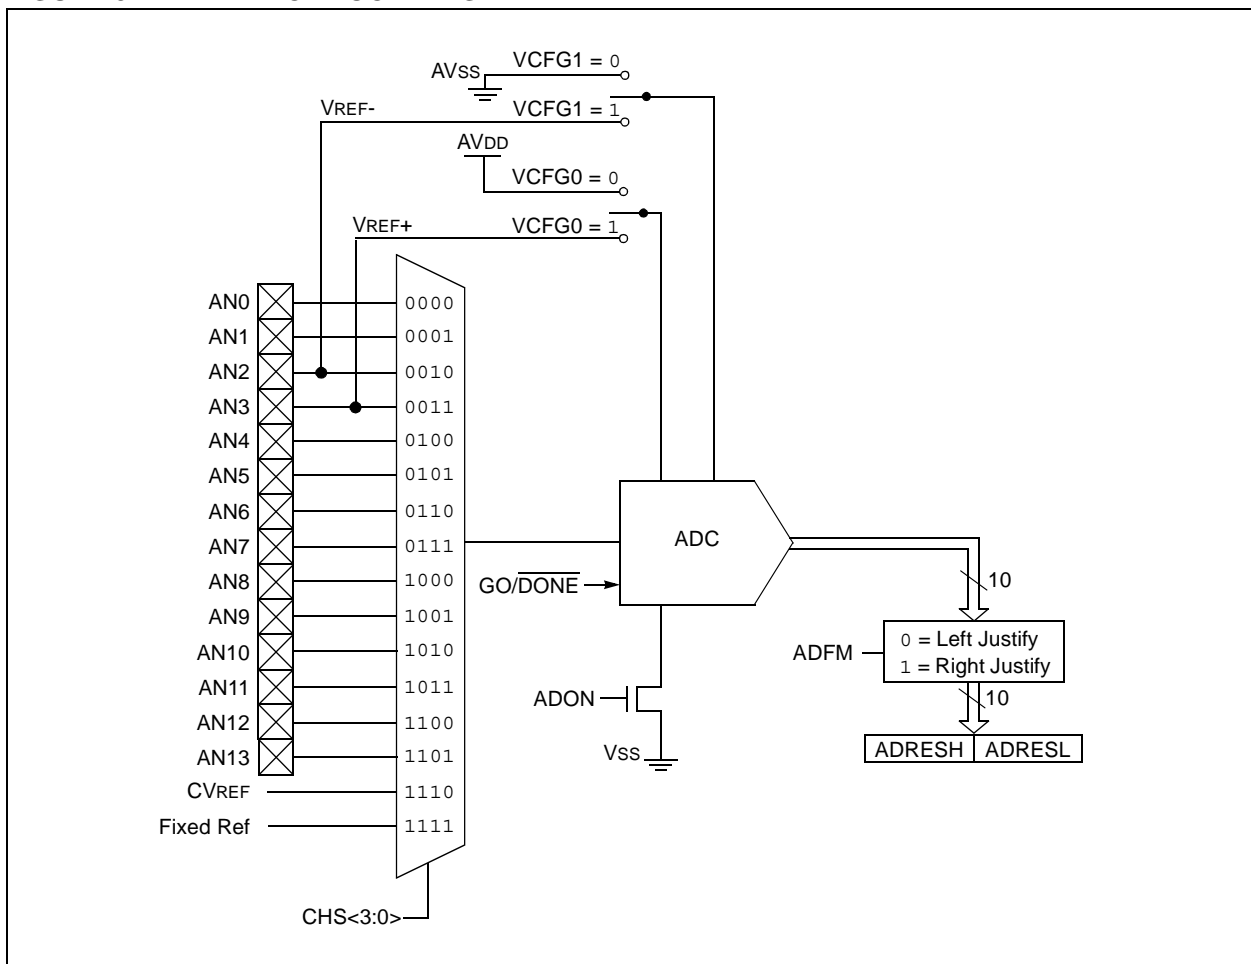 AVSS
VCFG1 = 0
VREF-
VCFG1 = 1
AVDD
VCFG0 = 0
VREF+
VCFG0 = 1
AN0
0000
AN1
0001
AN2
0010
AN3
0011
AN4
0100
AN5
0101
AN6
0110
AN7
0111
ADC
AN8
1000
GO/DONE
10
AN9
1001
AN10
1010
ADFM
0 = Left Justify
1 = Right Justify
AN11
1011
ADON
10
AN12
1100
AN13
1101
VSS
ADRESH
ADRESL
CVREF
1110
Fixed Ref
1111
CHS<3:0>